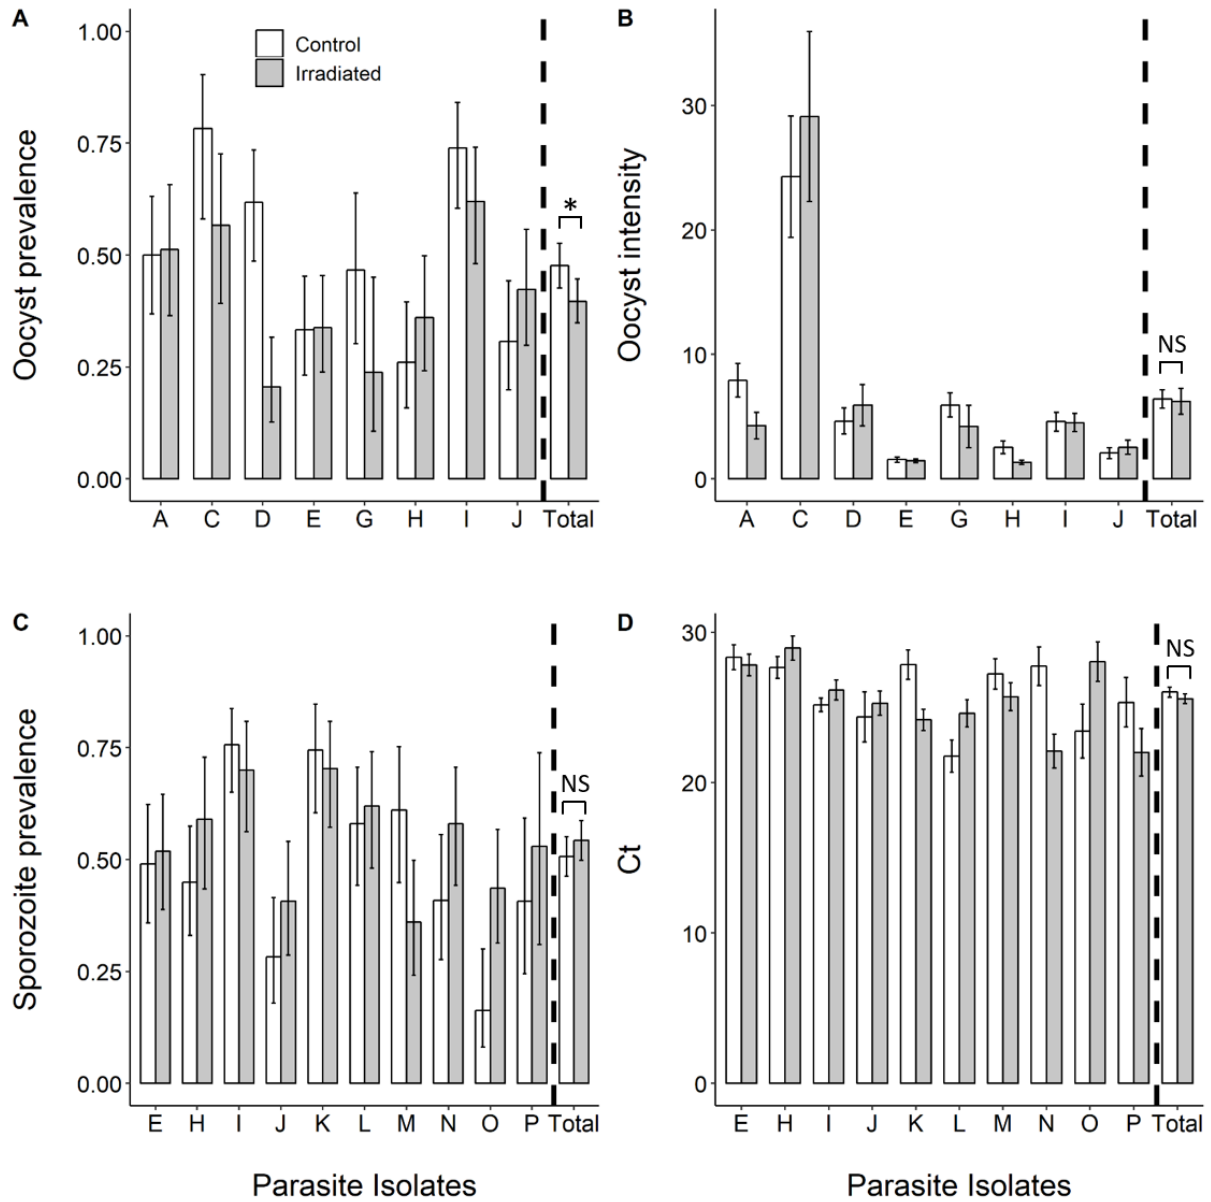 A
Oocyst prevalence
1.00
0.75
0.50
0.25
0.00
Control
Irradiated
*
A C D E G H I J Total
B
Oocyst intensity
30
20
10
0
NS
A C D E G H I J Total
C
Sporozoite prevalence
1.00
0.75
0.50
0.25
0.00
NS
E H I J K L M N O P Total
Parasite Isolates
D
Ct
30
20
10
0
NS
E H I J K L M N O P Total
Parasite Isolates